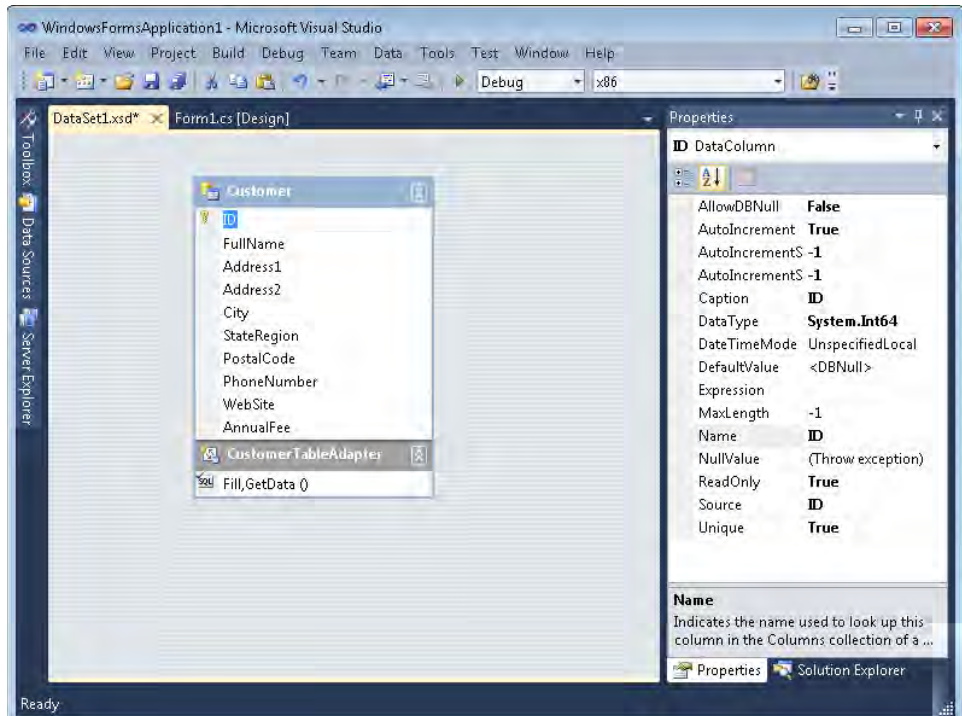 WindowsFormsApplication1 - Microsoft Visual Studio
File Edit View Project Build Debug Team Data Tools Test Window Help
Debug x86
Toolbox
Data Sources
Server Explorer
DataSet1.xsd* Form1.cs [Design]
Customer
ID
FullName
Address1
Address2
City
StateRegion
PostalCode
PhoneNumber
WebSite
AnnualFee
CustomerTableAdapter
SQL Fill,GetData ()
Properties
ID DataColumn
AllowDBNull False
AutoIncrement True
AutoIncrementS -1
AutoIncrementS -1
Caption ID
DataType System.Int64
DateTimeMode UnspecifiedLocal
DefaultValue <DBNull>
Expression
MaxLength -1
Name ID
NullValue (Throw exception)
ReadOnly True
Source ID
Unique True
Name
Indicates the name used to look up this
column in the Columns collection of a ...
Properties Solution Explorer
Ready